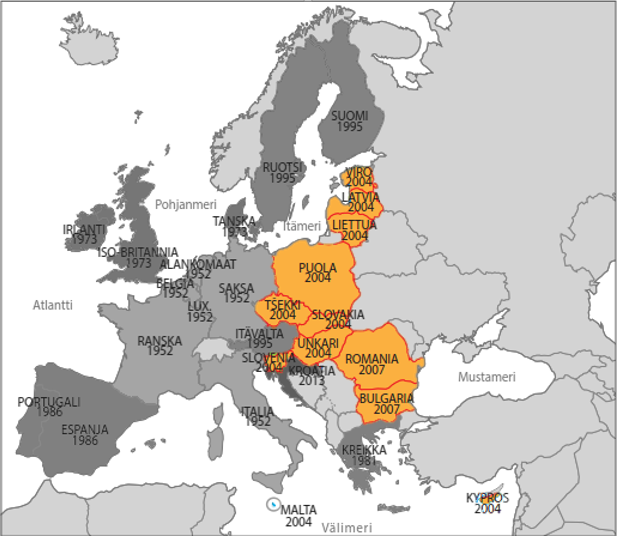 SUOMI
1995
RUOTSI
1995
VIRO
2004
LATVIA
2004
Pohjanmeri
TANSKA
1973
Itämeri
LIETTUA
2004
IRLANTI
1973
ISO-BRITANNIA
1973
ALANKOMAAT
1952
BELGIA
1952
SAKSA
1952
PUOLA
2004
Atlantti
LUX.
1952
TŠEKKI
2004
SLOVAKIA
2004
RANSKA
1952
ITÄVALTA
1995
UNKARI
2004
SLOVENIA
2004
KROATIA
2013
ROMANIA
2007
Mustameri
PORTUGALI
1986
ESPANJA
1986
ITALIA
1952
BULGARIA
2007
KREIKKA
1981
KYPROS
2004
MALTA
2004
Välimeri